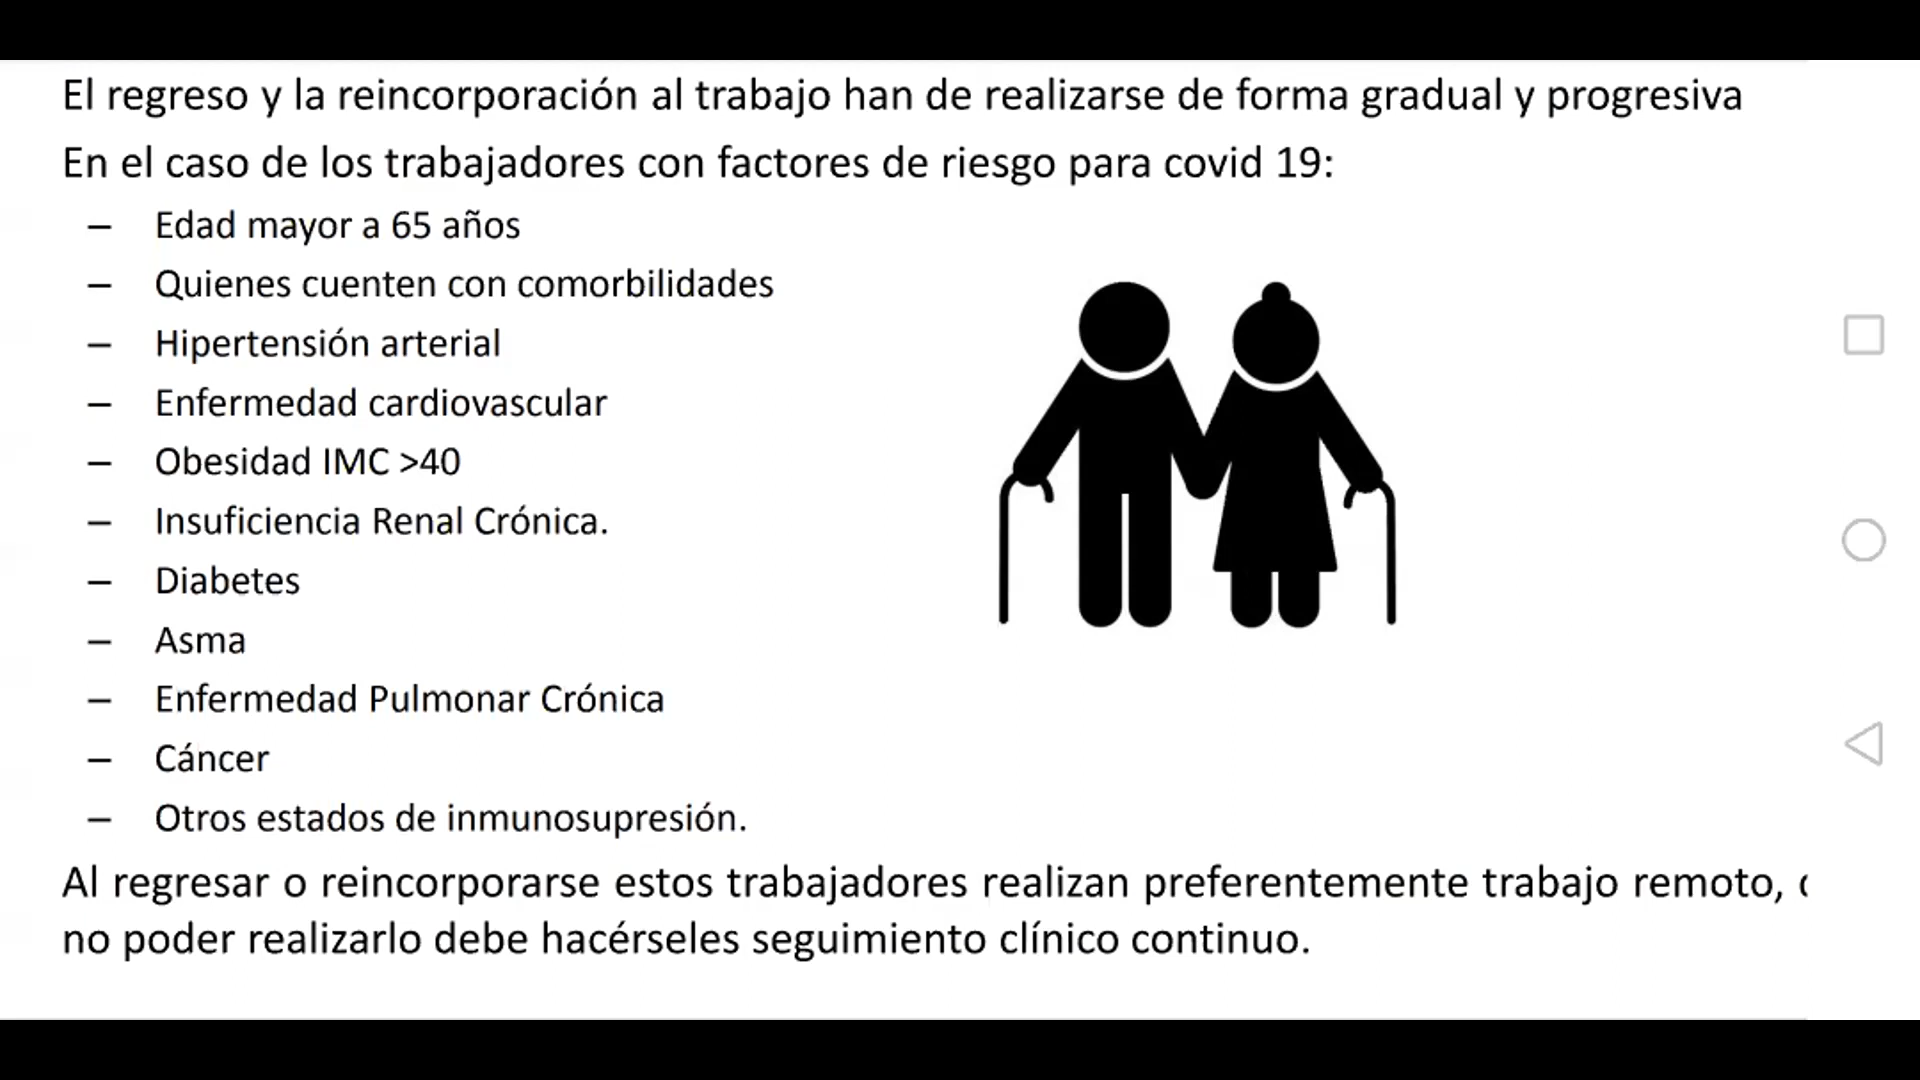 El regreso y la reincorporación al trabajo han de realizarse de forma gradual y progresiva
En el caso de los trabajadores con factores de riesgo para covid 19:
– Edad mayor a 65 años
– Quienes cuenten con comorbilidades
– Hipertensión arterial
– Enfermedad cardiovascular
– Obesidad IMC >40
– Insuficiencia Renal Crónica.
– Diabetes
– Asma
– Enfermedad Pulmonar Crónica
– Cáncer
– Otros estados de inmunosupresión.
Al regresar o reincorporarse estos trabajadores realizan preferentemente trabajo remoto,
no poder realizarlo debe hacérseles seguimiento clínico continuo.